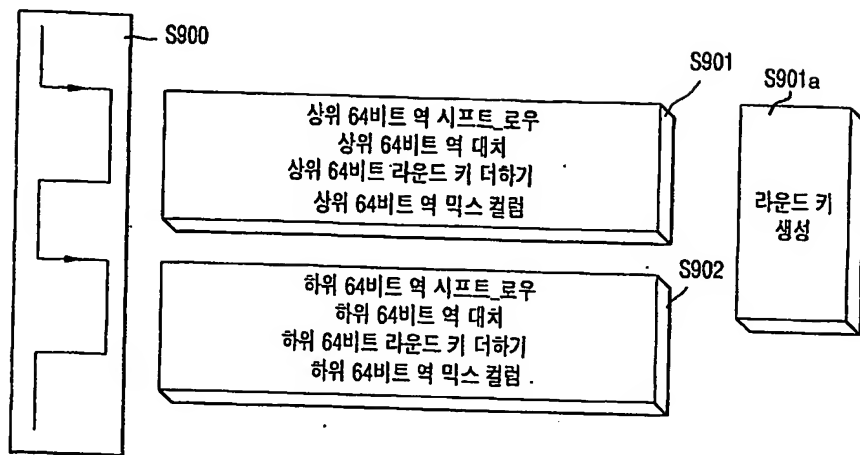 S900
S901
상위 64비트 역 시프트_로우
상위 64비트 역 대치
상위 64비트 라운드 키 더하기
상위 64비트 역 믹스 컬럼
S901a
라운드 키
생성
S902
하위 64비트 역 시프트_로우
하위 64비트 역 대치
하위 64비트 라운드 키 더하기
하위 64비트 역 믹스 컬럼